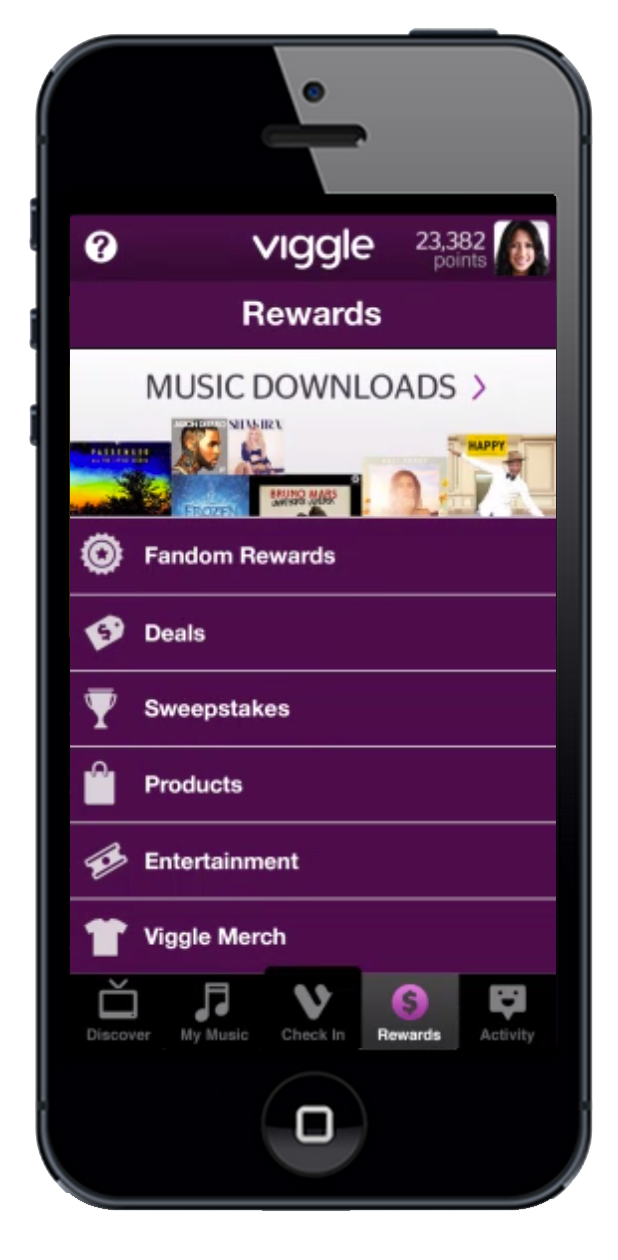 ?
viggle
23,382
points
Rewards
MUSIC DOWNLOADS >
PASSENGER
JASON DERULO
SHAKIRA
FROZEN
BRUNO MARS
HAPPY
Fandom Rewards
Deals
Sweepstakes
Products
Entertainment
Viggle Merch
Discover
My Music
Check In
Rewards
Activity